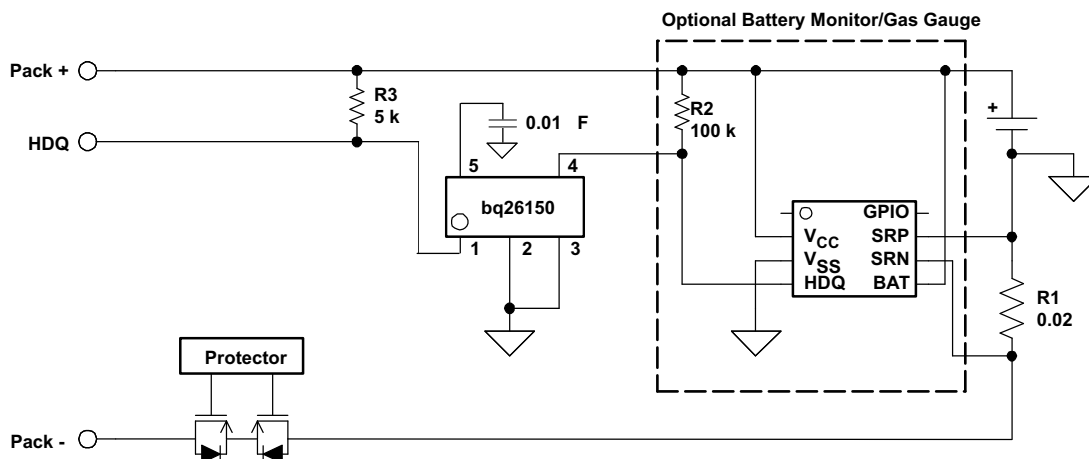 Optional Battery Monitor/Gas Gauge
Pack +
R3
5 k
HDQ
0.01 F
5
4
bq26150
1
2
3
R2
100 k
+
GPIO
VCC
SRP
VSS
SRN
HDQ
BAT
R1
0.02
Protector
Pack -